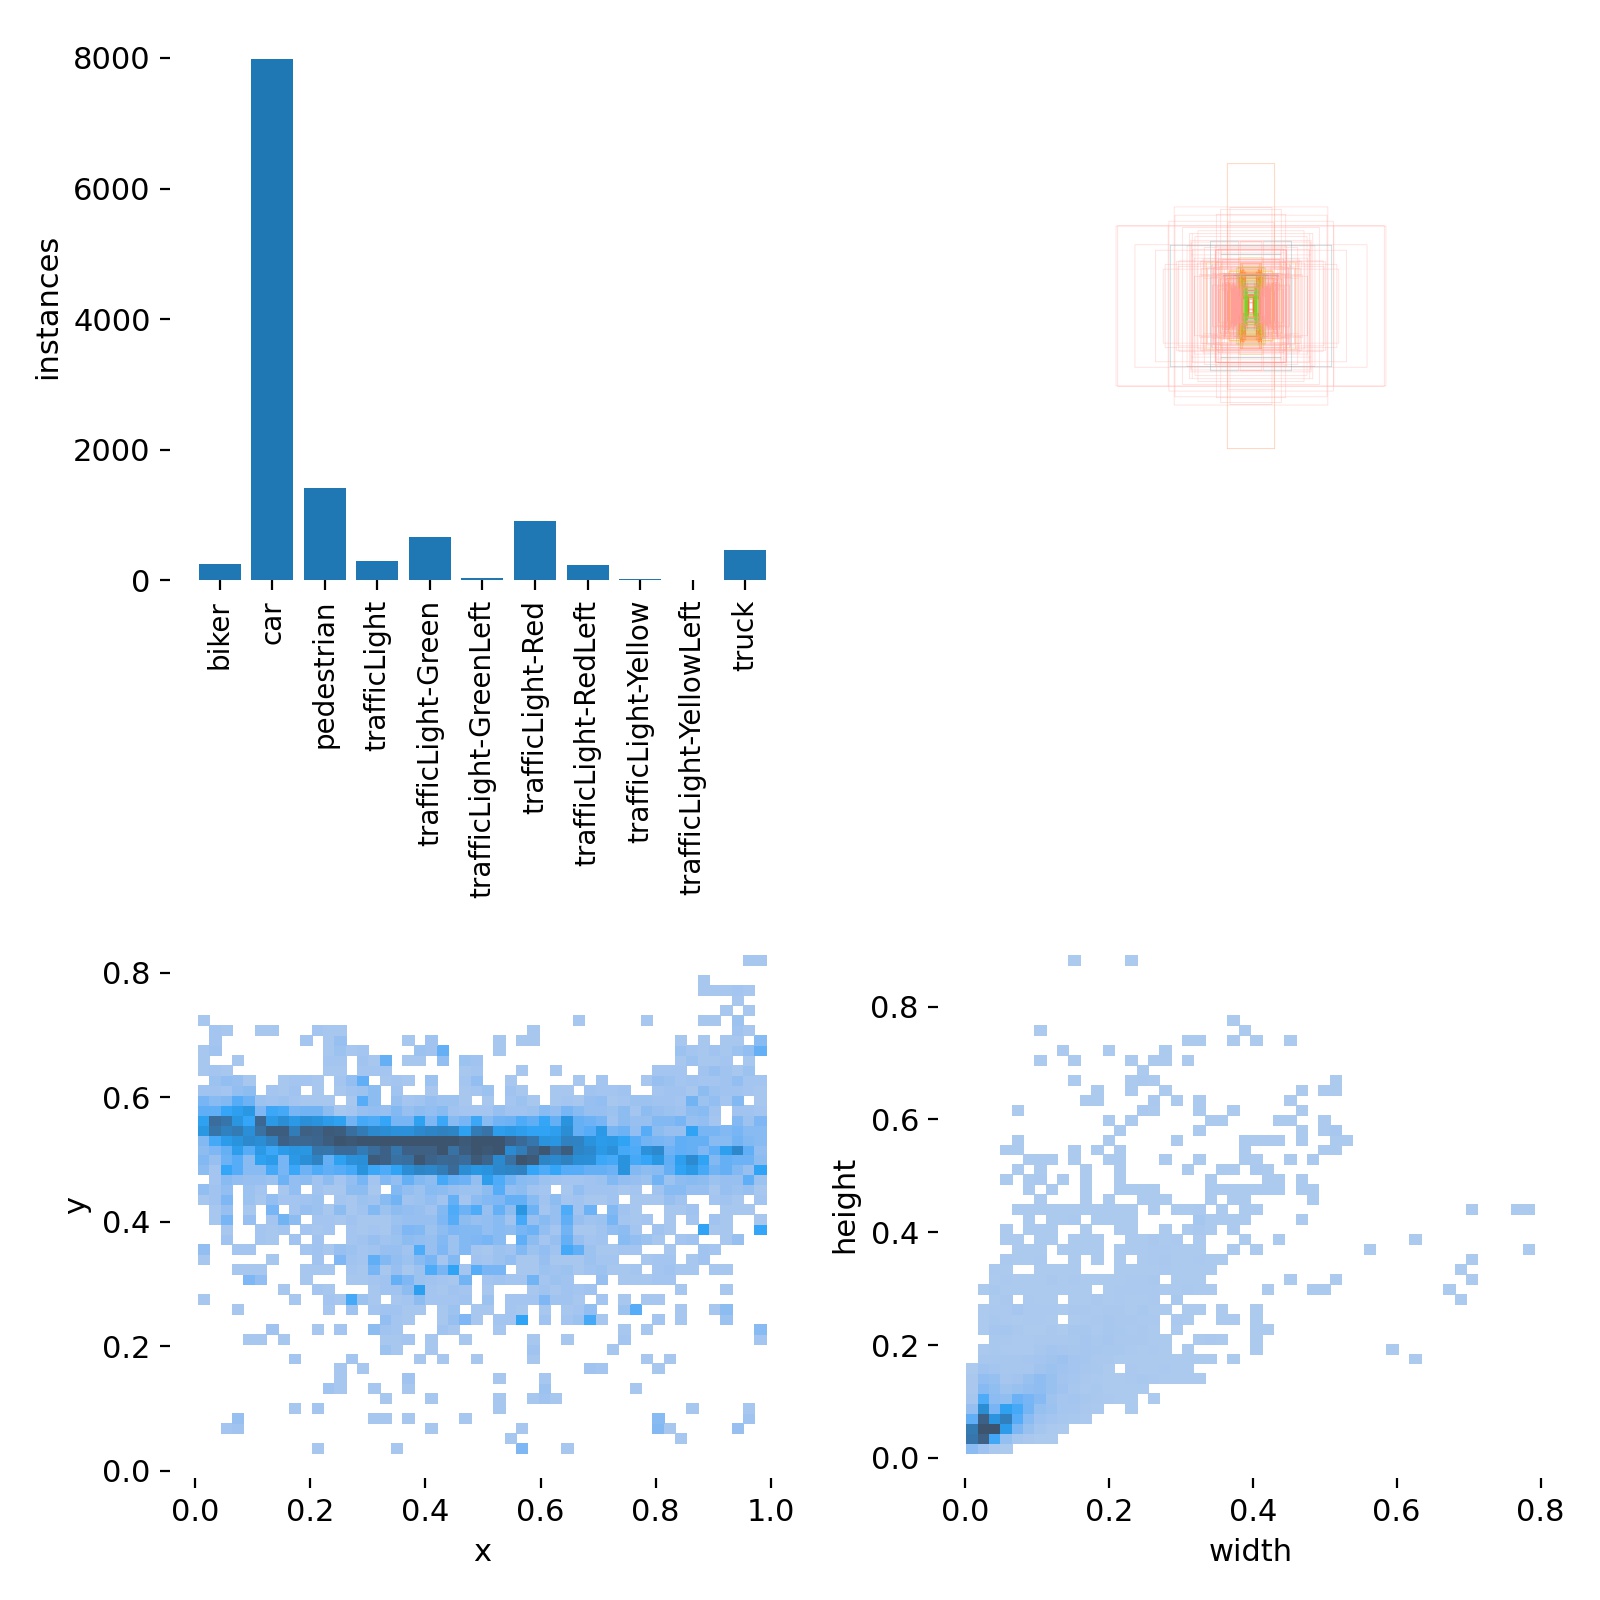 8000
6000
4000
2000
0
instances
biker
car
pedestrian
trafficLight
trafficLight-Green
trafficLight-GreenLeft
trafficLight-Red
trafficLight-RedLeft
trafficLight-Yellow
trafficLight-YellowLeft
truck
0.8
0.6
0.4
0.2
0.0
y
0.0 0.2 0.4 0.6 0.8 1.0
x
0.8
0.6
0.4
0.2
0.0
height
0.0 0.2 0.4 0.6 0.8
width